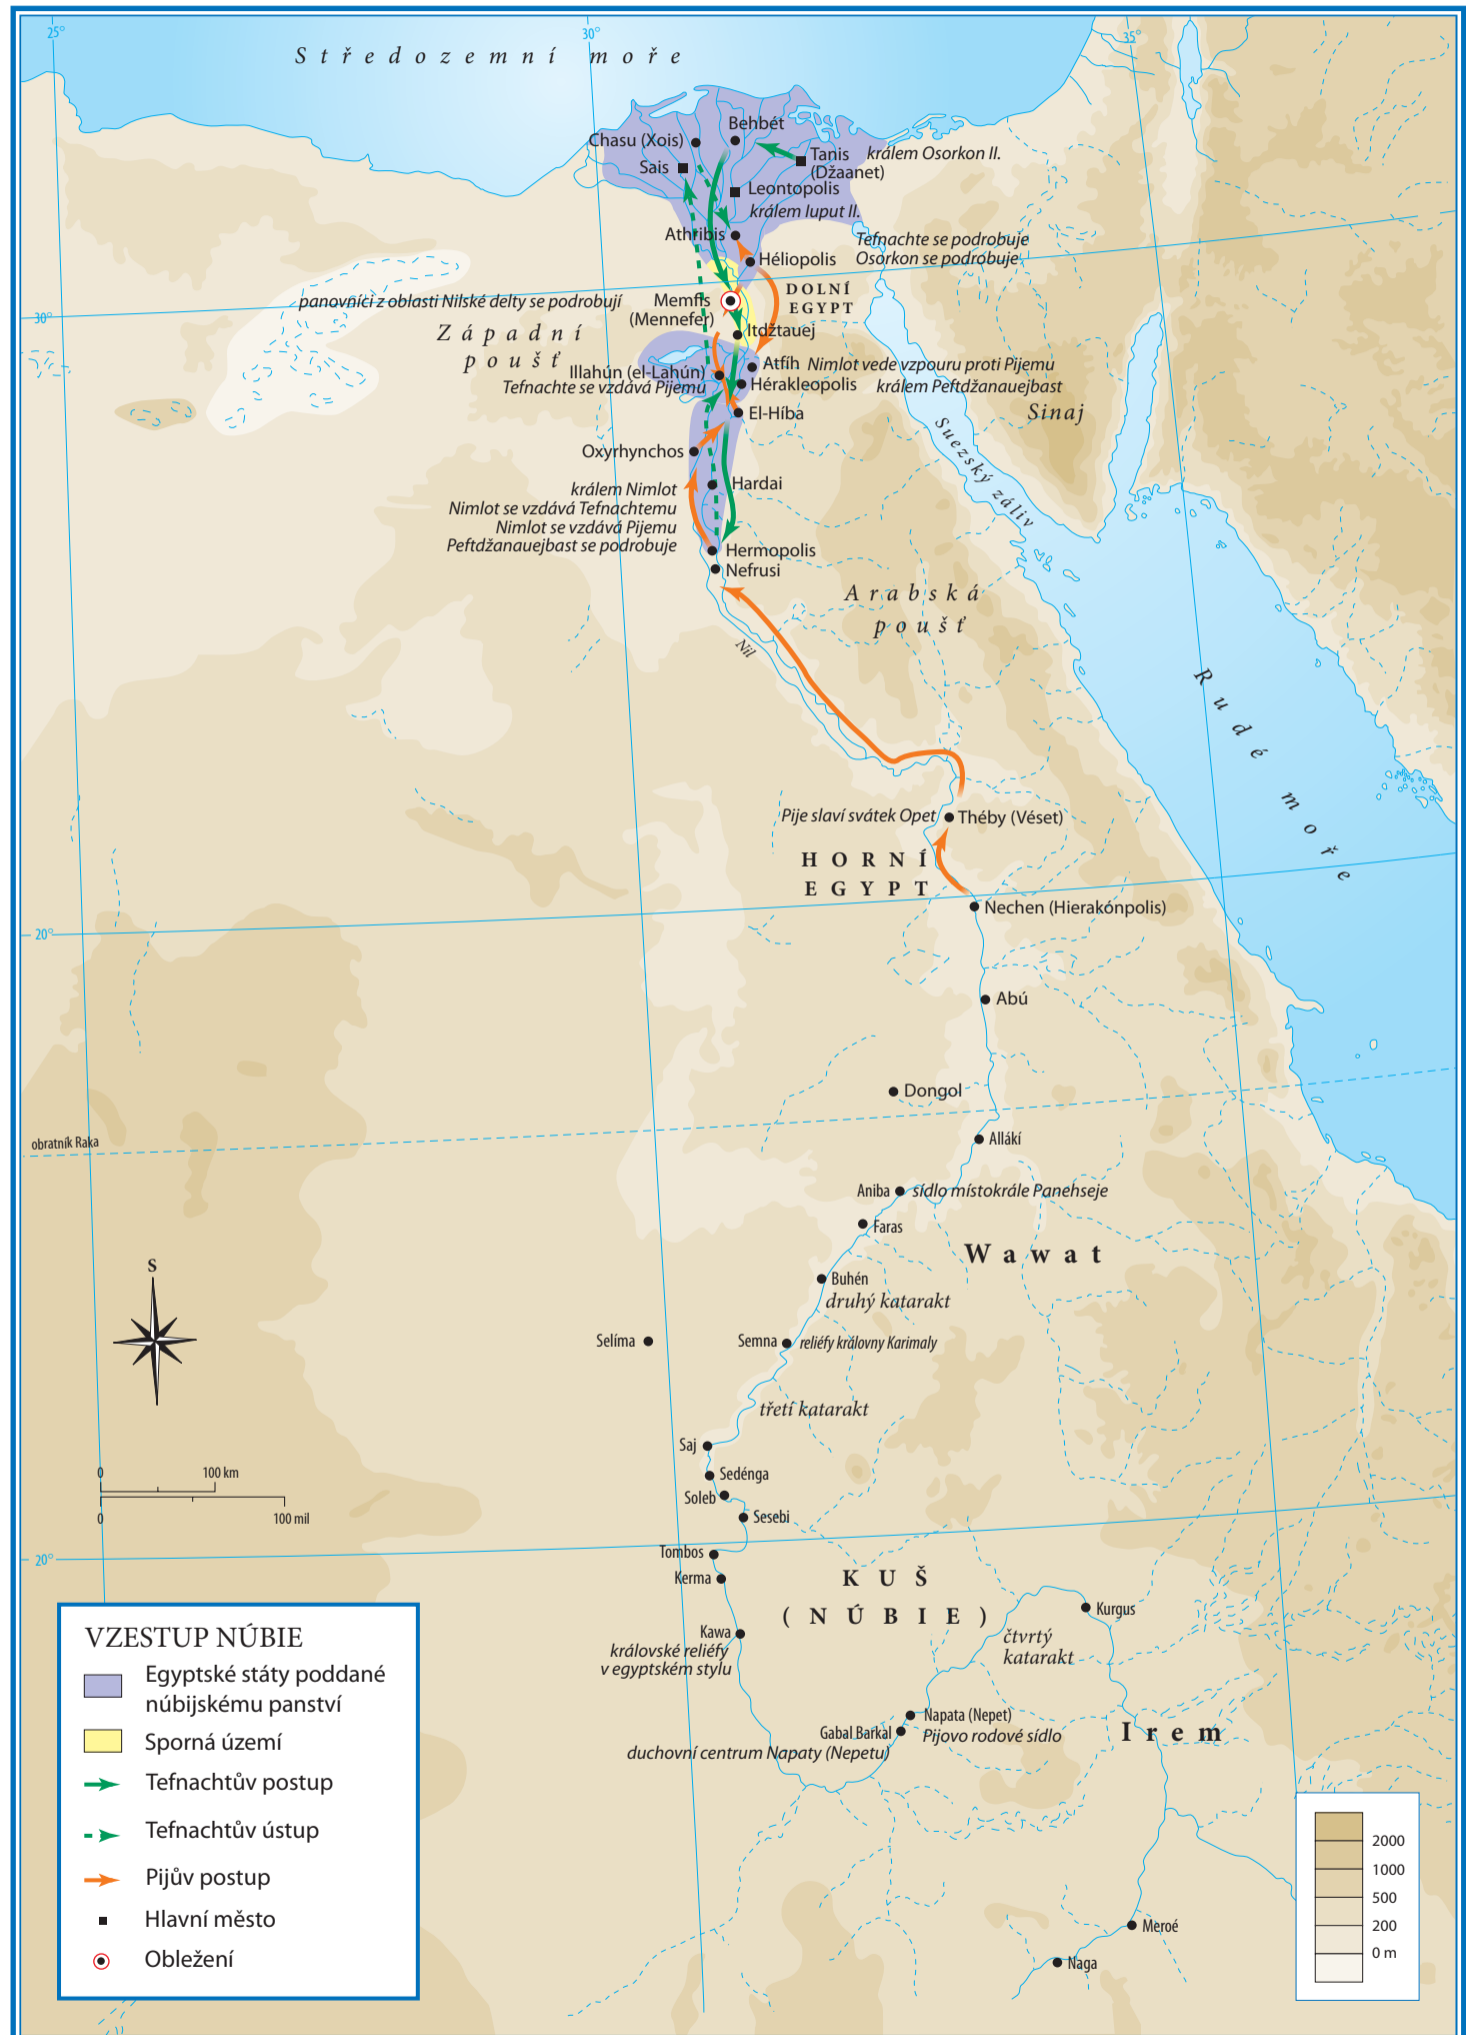 25°
30°
35°
Středozemní moře
Behbét
Chasu (Xois)
Tanis
(Džaanet)
králem Osorkon II.
Sais
Leontopolis
králem Iuput II.
Athribis
Tefnachte se podrobuje
Osorkon se podrobuje
Héliopolis
DOLNÍ
EGYPT
panovníci z oblasti Nilské delty se podrobují
Memfis
(Mennefer)
30°
Západní
poušť
Itdžtauej
Atfíh
Nimlot vede vzpouru proti Pijemu
Illahún (el-Lahún)
Tefnachte se vzdává Pijemu
Hérakleopolis
králem Peftdžanauejbast
El-Híba
Sinaj
Suezský záliv
Oxyrhynchos
Hardai
králem Nimlot
Nimlot se vzdává Tefnachtemu
Nimlot se vzdává Pijemu
Peftdžanauejbast se podrobuje
Hermopolis
Nefrusi
Arabská
poušť
Nil
Rudé moře
Pije slaví svátek Opet
Théby (Véset)
HORNÍ
EGYPT
Nechen (Hierakónpolis)
20°
Abú
Dongol
obratník Raka
Allákí
Aniba
sídlo místokrále Panehseje
Faras
Wawat
S
Buhén
druhý katarakt
Selíma
Semna
reliéfy královny Karimaly
třetí katarakt
Saj
Sedénga
0
100 km
Soleb
Sesebi
0
100 mil
20°
Tombos
Kerma
KUŠ
(NÚBIE)
Kurgus
Kawa
královské reliéfy
v egyptském stylu
čtvrtý
katarakt
Napata (Nepet)
Pijovo rodové sídlo
Gabal Barkal
duchovní centrum Napaty (Nepetu)
Irem
Meroé
Naga
VZESTUP NÚBIE
Egyptské státy poddané
núbijskému panství
Sporná území
Tefnachtův postup
Tefnachtův ústup
Pijův postup
Hlavní město
Obležení
2000
1000
500
200
0 m